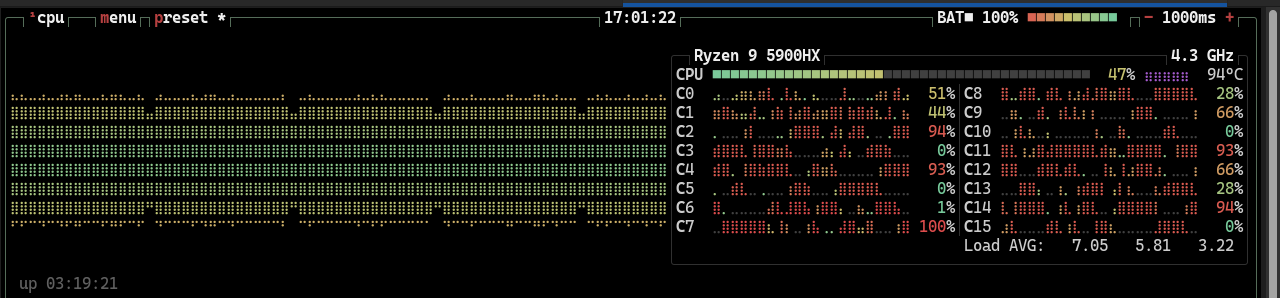 ¹cpu menu preset * 17:01:22 BAT■ 100% - 1000ms +
Ryzen 9 5900HX 4.3 GHz
CPU 47% 94°C
C0 51% C8 28%
C1 44% C9 66%
C2 94% C10 0%
C3 0% C11 93%
C4 93% C12 66%
C5 0% C13 28%
C6 1% C14 94%
C7 100% C15 0%
Load AVG: 7.05 5.81 3.22
up 03:19:21